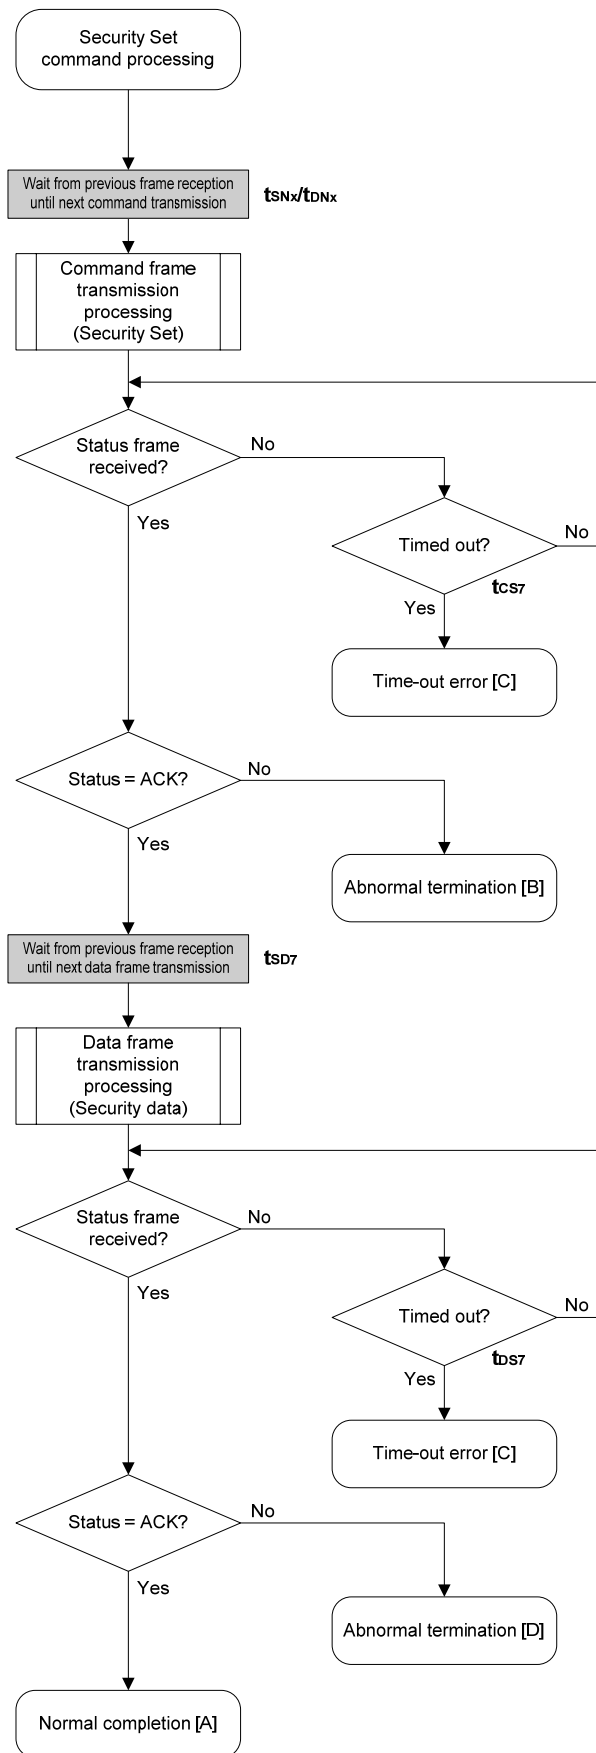 Security Set
command processing
Wait from previous frame reception
until next command transmission
tSNx/tDNx
Command frame
transmission
processing
(Security Set)
Status frame
received?
No
Yes
Timed out?
No
tCS7
Yes
Time-out error [C]
Status = ACK?
No
Yes
Abnormal termination [B]
Wait from previous frame reception
until next data frame transmission
tSD7
Data frame
transmission
processing
(Security data)
Status frame
received?
No
Yes
Timed out?
No
tDS7
Yes
Time-out error [C]
Status = ACK?
No
Yes
Abnormal termination [D]
Normal completion [A]